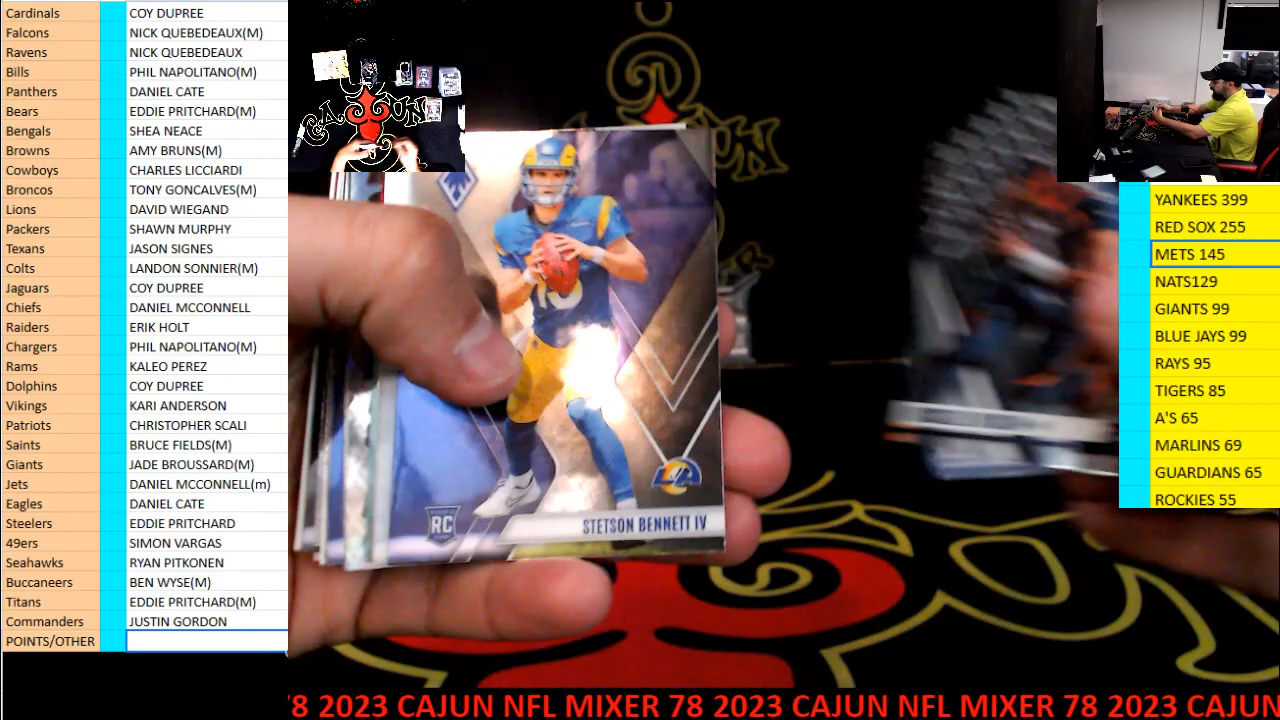 Cardinals COY DUPREE
Falcons NICK QUEBEDEAUX(M)
Ravens NICK QUEBEDEAUX
Bills PHIL NAPOLITANO(M)
Panthers DANIEL CATE
Bears EDDIE PRITCHARD(M)
Bengals SHEA NEACE
Browns AMY BRUNS(M)
Cowboys CHARLES LICCIARDI
Broncos TONY GONCALVES(M)
Lions DAVID WIEGAND
Packers SHAWN MURPHY
Texans JASON SIGNES
Colts LANDON SONNIER(M)
Jaguars COY DUPREE
Chiefs DANIEL MCCONNELL
Raiders ERIK HOLT
Chargers PHIL NAPOLITANO(M)
Rams KALEO PEREZ
Dolphins COY DUPREE
Vikings KARI ANDERSON
Patriots CHRISTOPHER SCALI
Saints BRUCE FIELDS(M)
Giants JADE BROUSSARD(M)
Jets DANIEL MCCONNELL(m)
Eagles DANIEL CATE
Steelers EDDIE PRITCHARD
49ers SIMON VARGAS
Seahawks RYAN PITKONEN
Buccaneers BEN WYSE(M)
Titans EDDIE PRITCHARD(M)
Commanders JUSTIN GORDON
POINTS/OTHER
RC
STETSON BENNETT IV
YANKEES 399
RED SOX 255
METS 145
NATS129
GIANTS 99
BLUE JAYS 99
RAYS 95
TIGERS 85
A'S 65
MARLINS 69
GUARDIANS 65
ROCKIES 55
78 2023 CAJUN NFL MIXER 78 2023 CAJUN NFL MIXER 78 2023 CAJUN